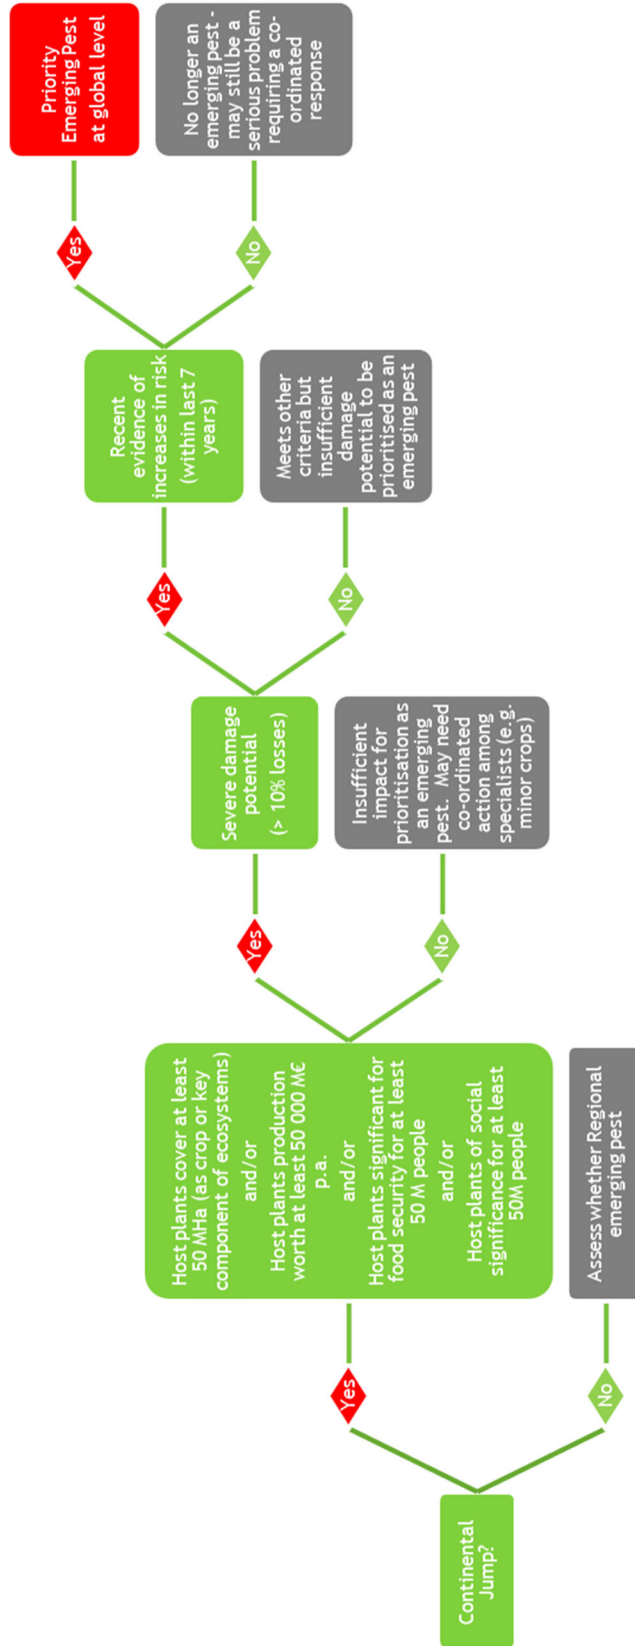 Continental
Jump?
Yes
No
Host plants cover at least
50 MHa (as crop or key
component of ecosystems)
and/or
Host plants production
worth at least 50 000 M€
p.a.
and/or
Host plants significant for
food security for at least
50 M people
and/or
Host plants of social
significance for at least
50M people
Assess whether Regional
emerging pest
Yes
No
Severe damage
potential
(> 10% losses)
Insufficient
impact for
prioritisation as
an emerging
pest. May need
co-ordinated
action among
specialists (e.g.
minor crops)
Yes
No
Recent
evidence of
increases in risk
(within last 7
years)
Meets other
criteria but
insufficient
damage
potential to be
prioritised as an
emerging pest
Yes
No
Priority
Emerging Pest
at global level
No longer an
emerging pest -
may still be a
serious problem
requiring a co-
ordinated
response